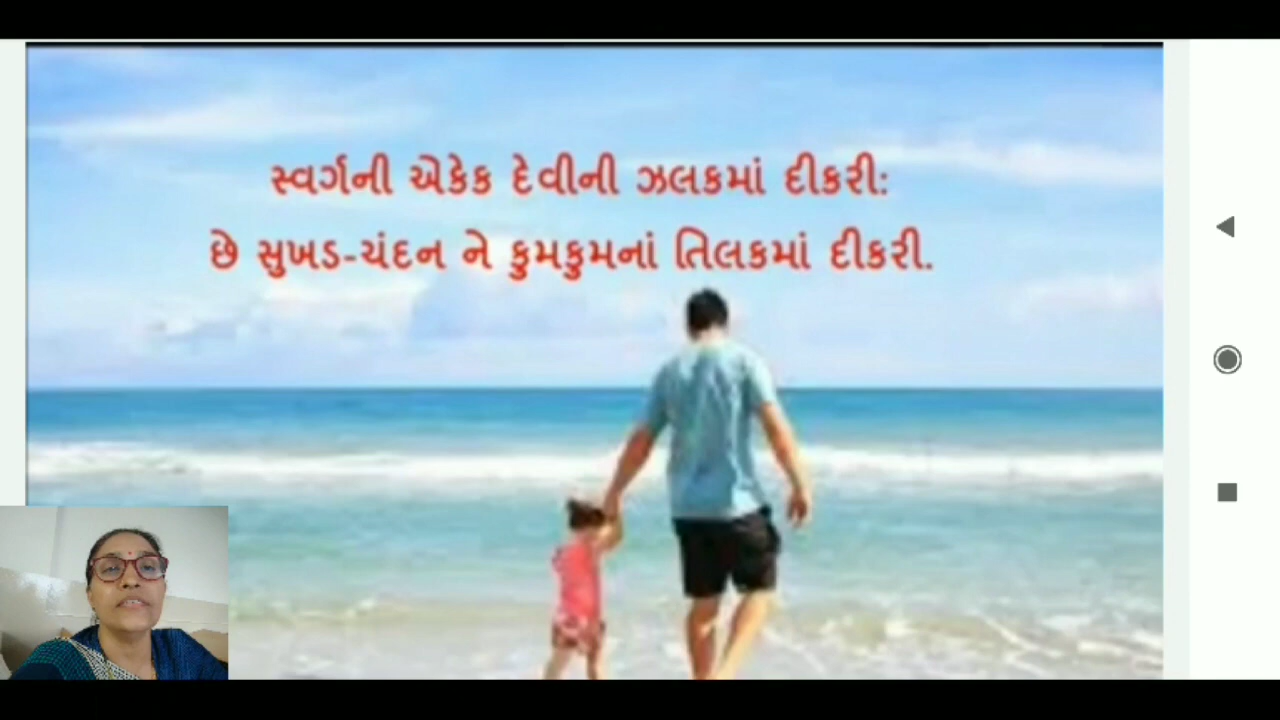 સ્વર્ગની એકેક દેવીની ઝલકમાં દીકરી:
છે સુખડ-ચંદન ને કુમકુમનાં તિલકમાં દીકરી.